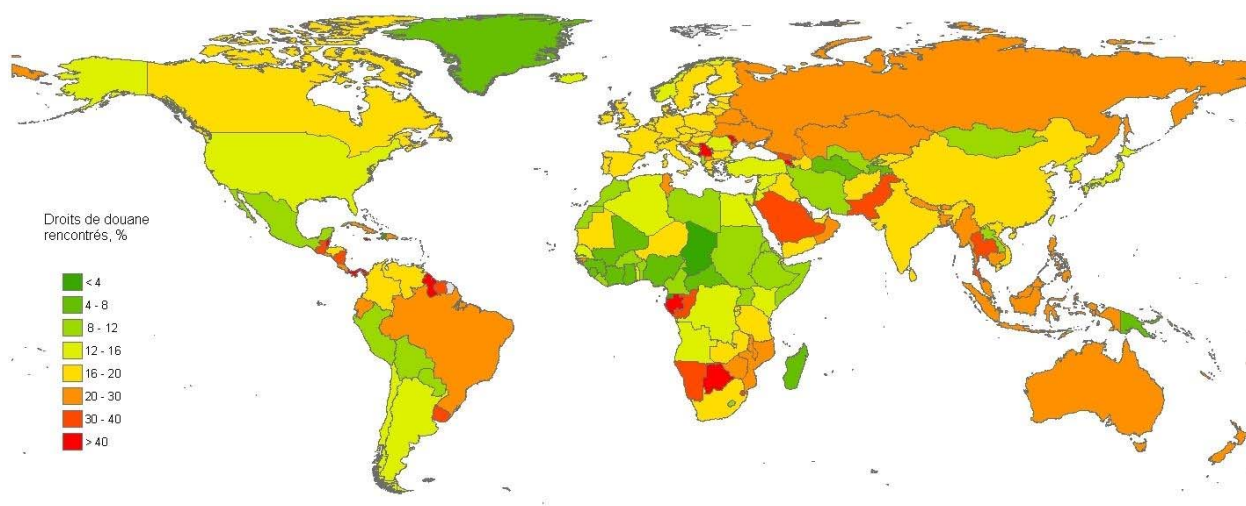 Droits de douane
rencontrés, %
< 4
4 - 8
8 - 12
12 - 16
16 - 20
20 - 30
30 - 40
> 40